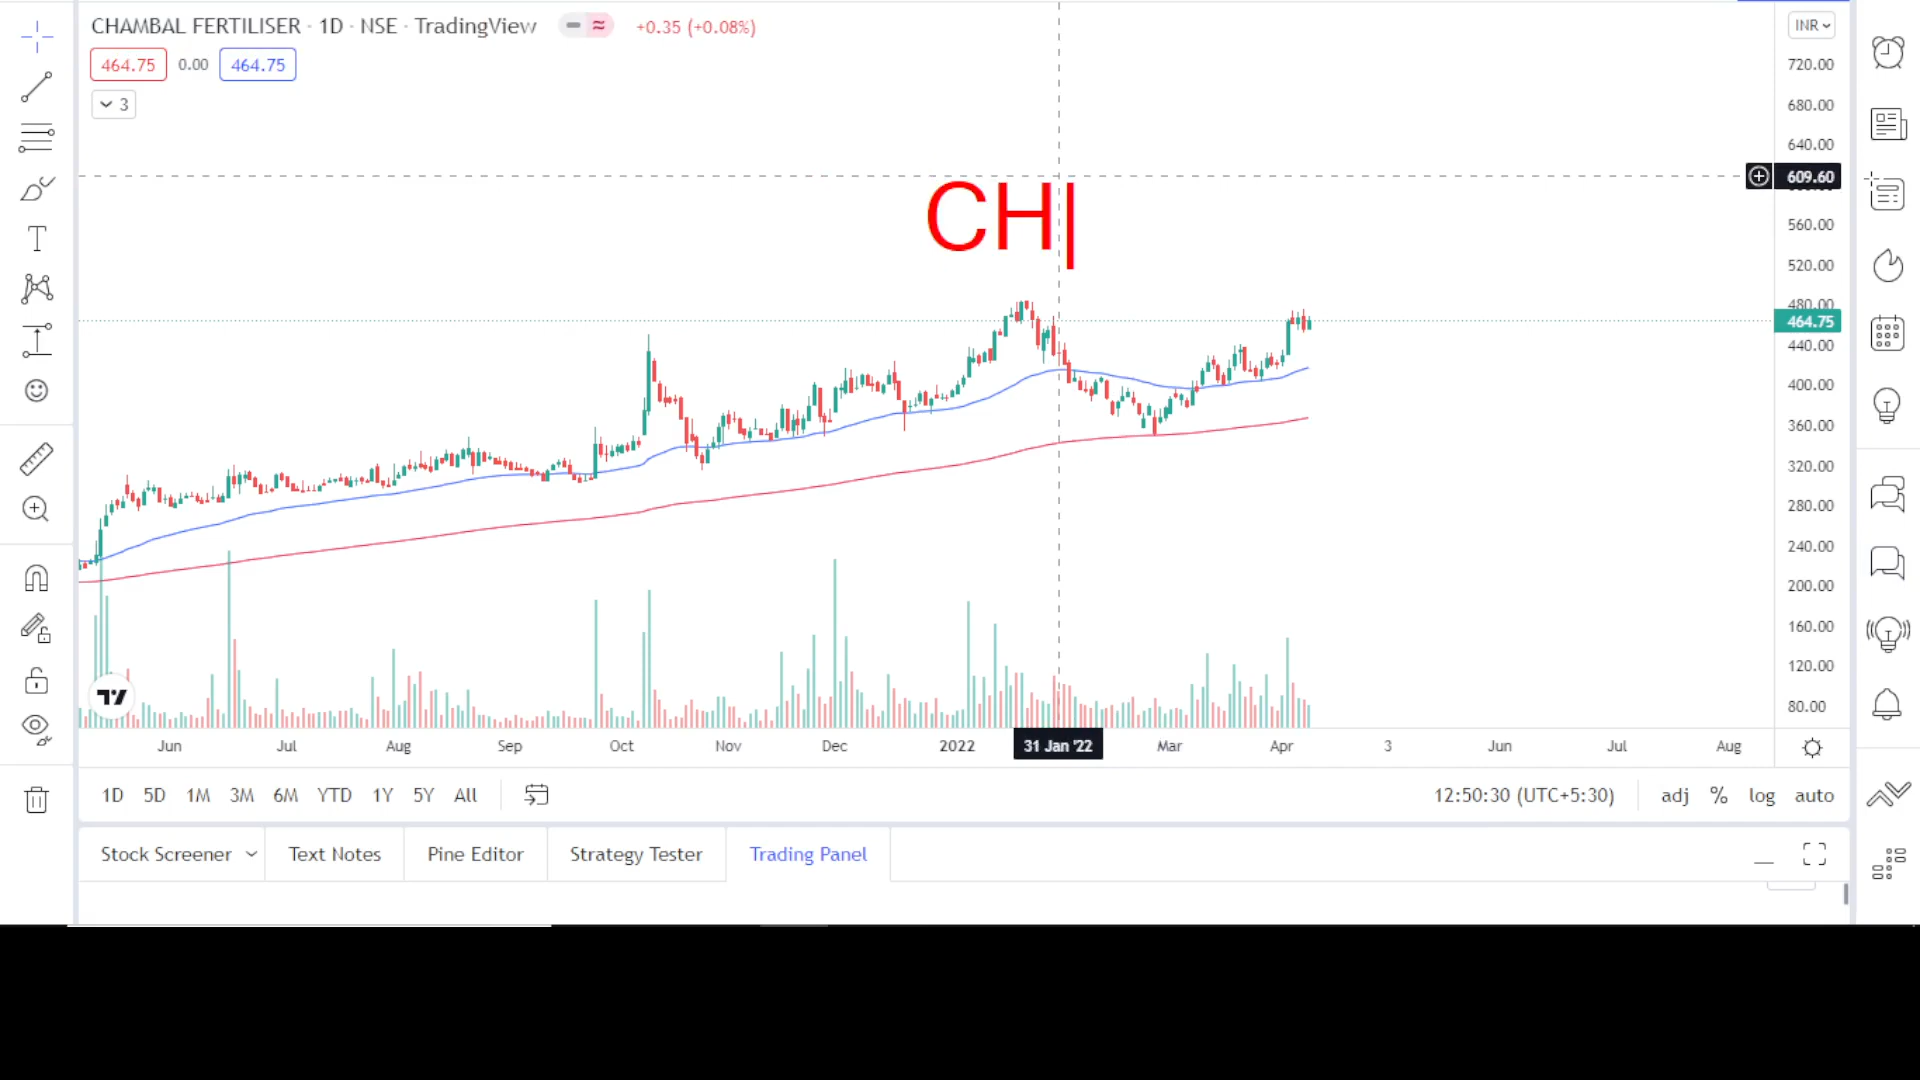 CHAMBAL FERTILISER · 1D · NSE · TradingView +0.35 (+0.08%)
INR
464.75 0.00 464.75
3
720.00
680.00
640.00
609.60
CH|
560.00
520.00
480.00
464.75
440.00
400.00
360.00
320.00
280.00
240.00
200.00
160.00
120.00
80.00
Jun Jul Aug Sep Oct Nov Dec 2022 31 Jan '22 Mar Apr 3 Jun Jul Aug
1D 5D 1M 3M 6M YTD 1Y 5Y All 12:50:30 (UTC+5:30) adj % log auto
Stock Screener Text Notes Pine Editor Strategy Tester Trading Panel